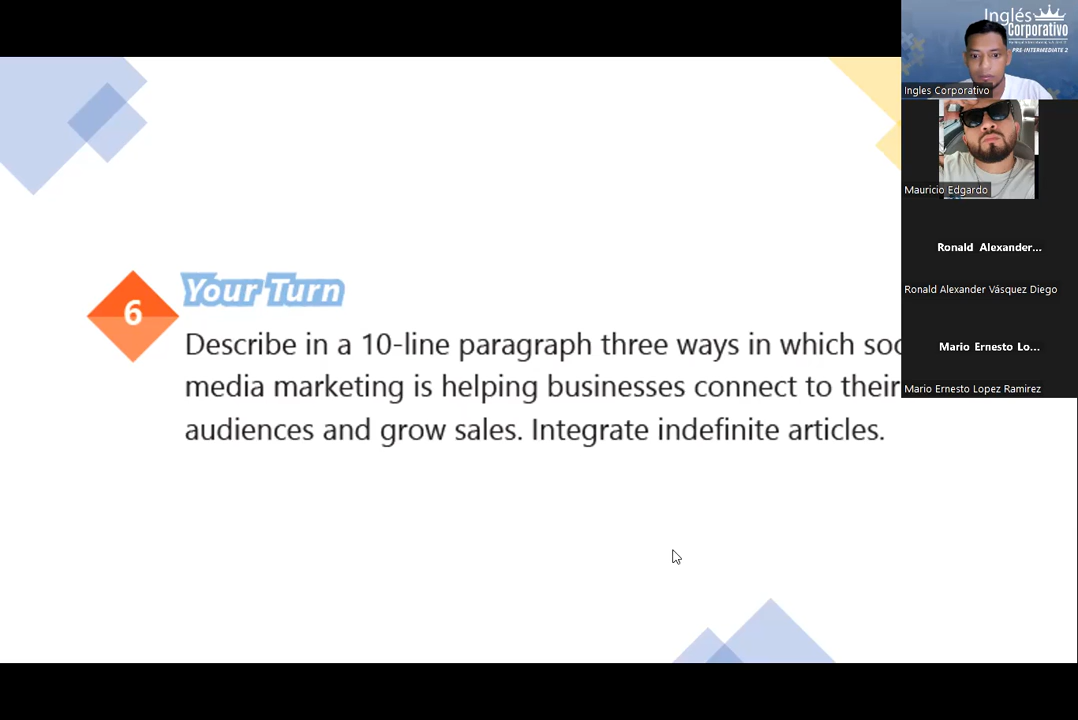 Inglés
Corporativo
PRE-INTERMEDIATE 2
Ingles Corporativo
Mauricio Edgardo
Ronald Alexander...
Ronald Alexander Vásquez Diego
Mario Ernesto Lo...
Mario Ernesto Lopez Ramirez
6
Your Turn
Describe in a 10-line paragraph three ways in which soc
media marketing is helping businesses connect to their
audiences and grow sales. Integrate indefinite articles.